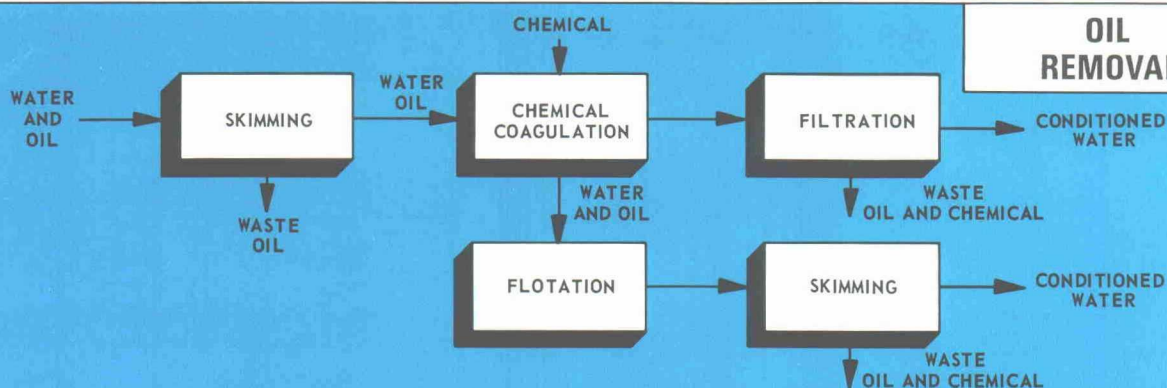 OIL
REMOVAL
CHEMICAL
WATER
AND
OIL
SKIMMING
WATER
OIL
CHEMICAL
COAGULATION
FILTRATION
CONDITIONED
WATER
WASTE
OIL
WATER
AND OIL
WASTE
OIL AND CHEMICAL
FLOTATION
SKIMMING
CONDITIONED
WATER
WASTE
OIL AND CHEMICAL